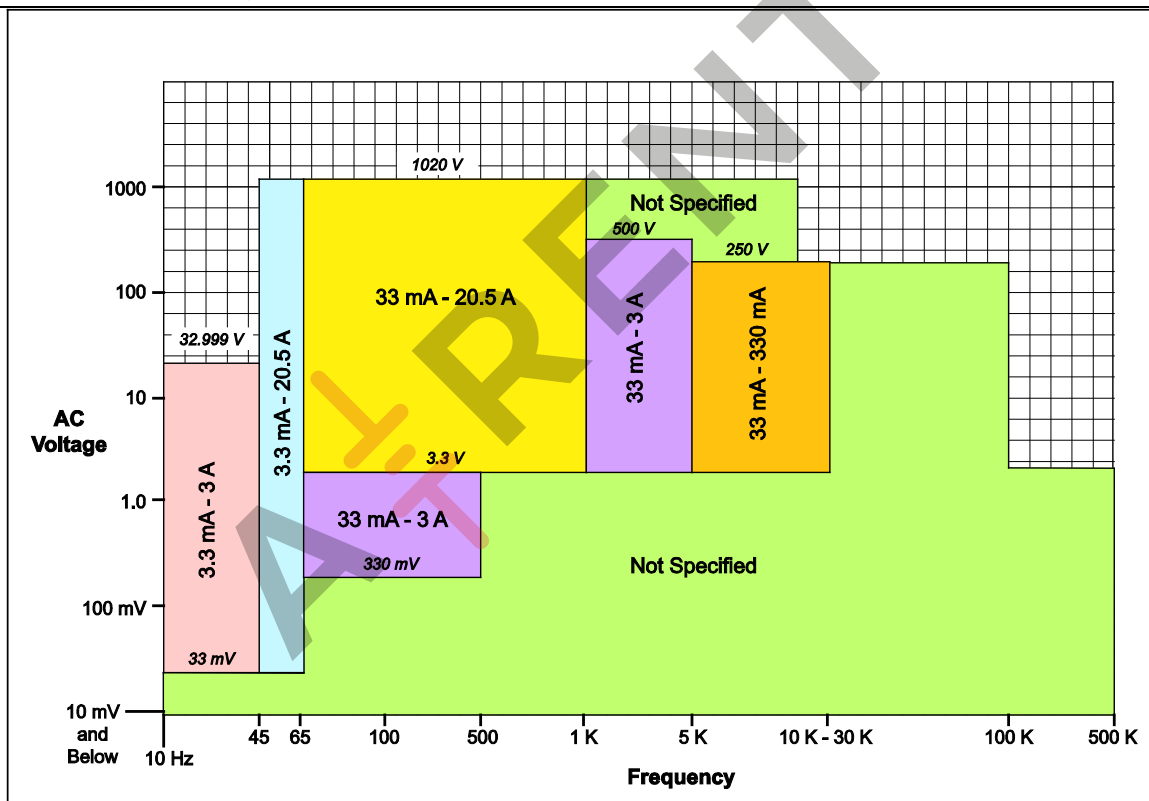 1020 V
1000
Not Specified
500 V
250 V
100
33 mA - 20.5 A
33 mA - 3 A
33 mA - 330 mA
32.999 V
3.3 mA - 20.5 A
10
AC
Voltage
3.3 V
1.0
3.3 mA - 3 A
33 mA - 3 A
330 mV
Not Specified
100 mV
33 mV
10 mV
and
Below
10 Hz
45
65
100
500
1 K
5 K
10 K - 30 K
100 K
500 K
Frequency
A RENT